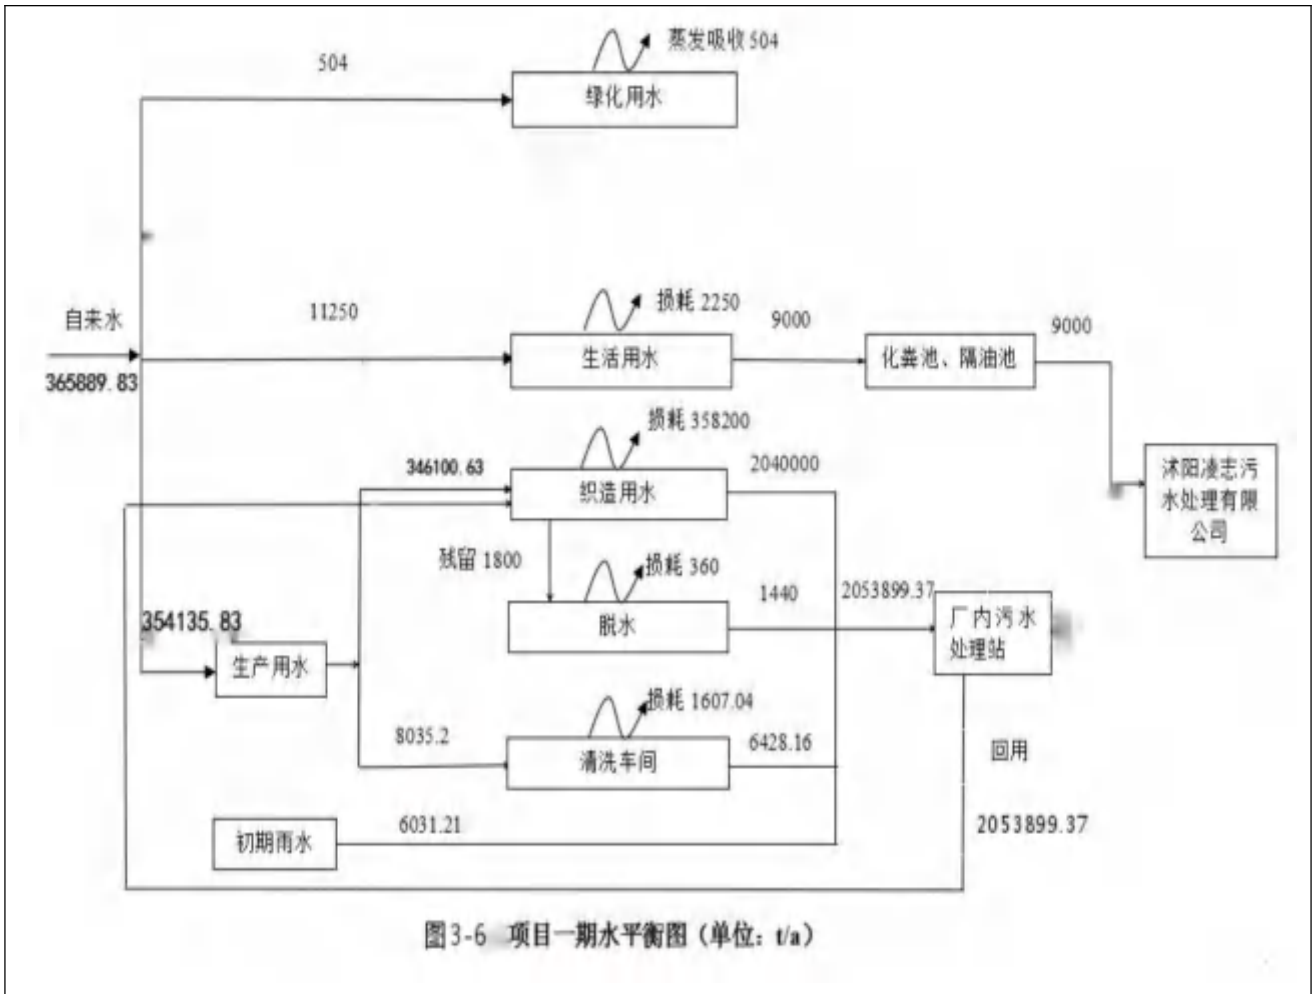 504
蒸发吸收 504
绿化用水
自来水
365889.83
11250
损耗 2250
生活用水
9000
化粪池、隔油池
9000
沭阳凌志污
水处理有限
公司
346100.63
损耗 358200
织造用水
2040000
残留 1800
损耗 360
脱水
1440
2053899.37
厂内污水
处理站
354135.83
生产用水
8035.2
损耗 1607.04
清洗车间
6428.16
回用
2053899.37
初期雨水
6031.21
图3-6 项目一期水平衡图（单位：t/a）